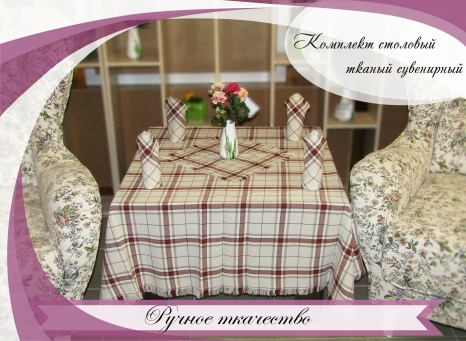 Комплект столовый
тканый сувенирный
Ручное ткачество